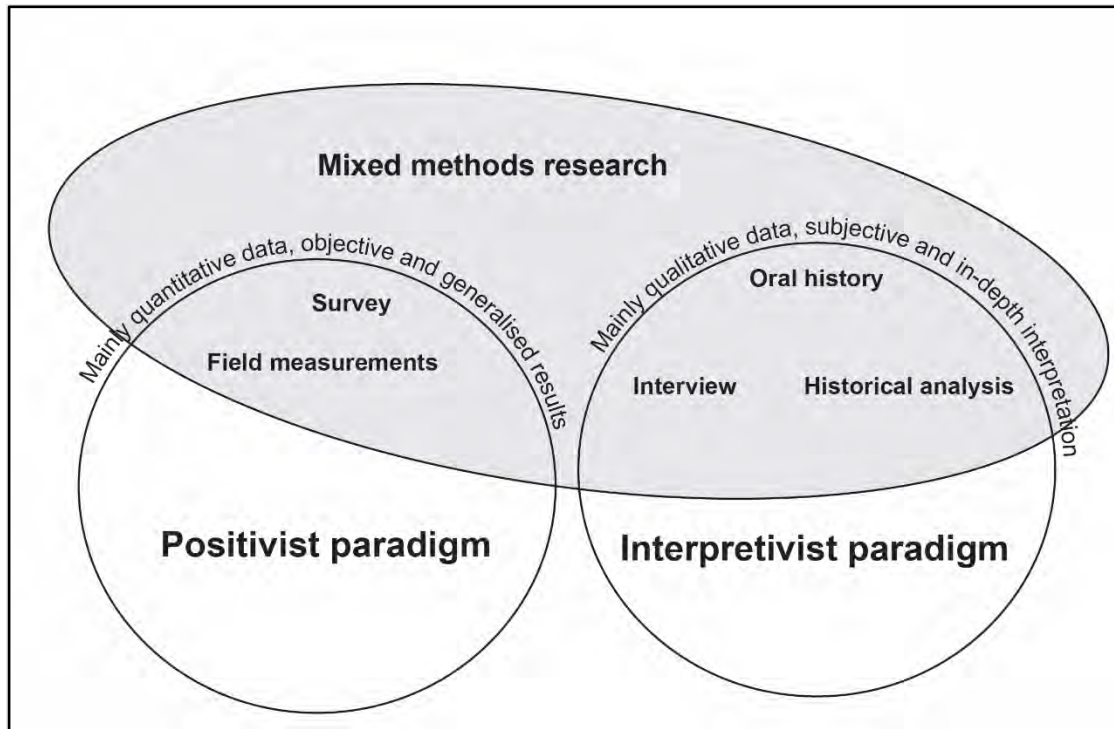 Mixed methods research
Mainly quantitative data, objective and generalised results
Survey
Field measurements
Mainly qualitative data, subjective and in-depth interpretation
Oral history
Interview
Historical analysis
Positivist paradigm
Interpretivist paradigm